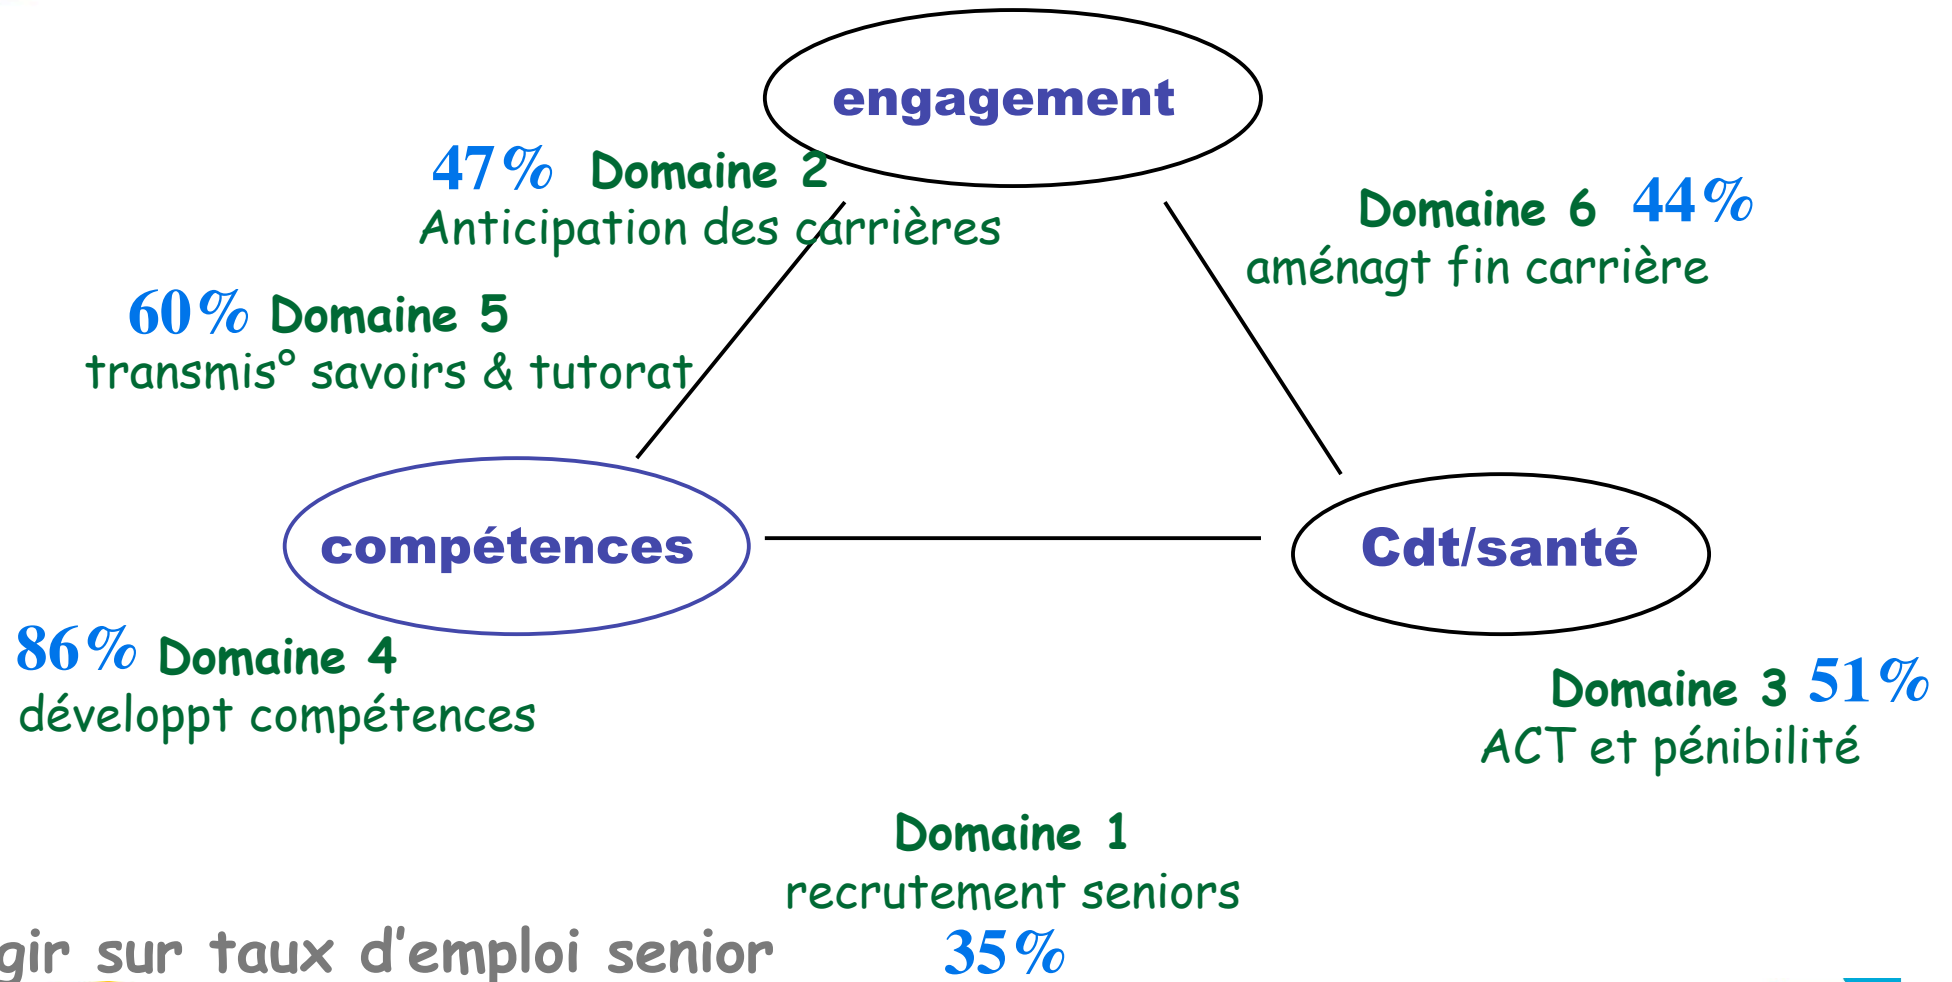 engagement
47% Domaine 2
Anticipation des carrières
Domaine 6 44%
aménagt fin carrière
60% Domaine 5
transmis° savoirs & tutorat
compétences
Cdt/santé
86% Domaine 4
développt compétences
Domaine 3 51%
ACT et pénibilité
Domaine 1
recrutement seniors
35%
gir sur taux d’emploi senior